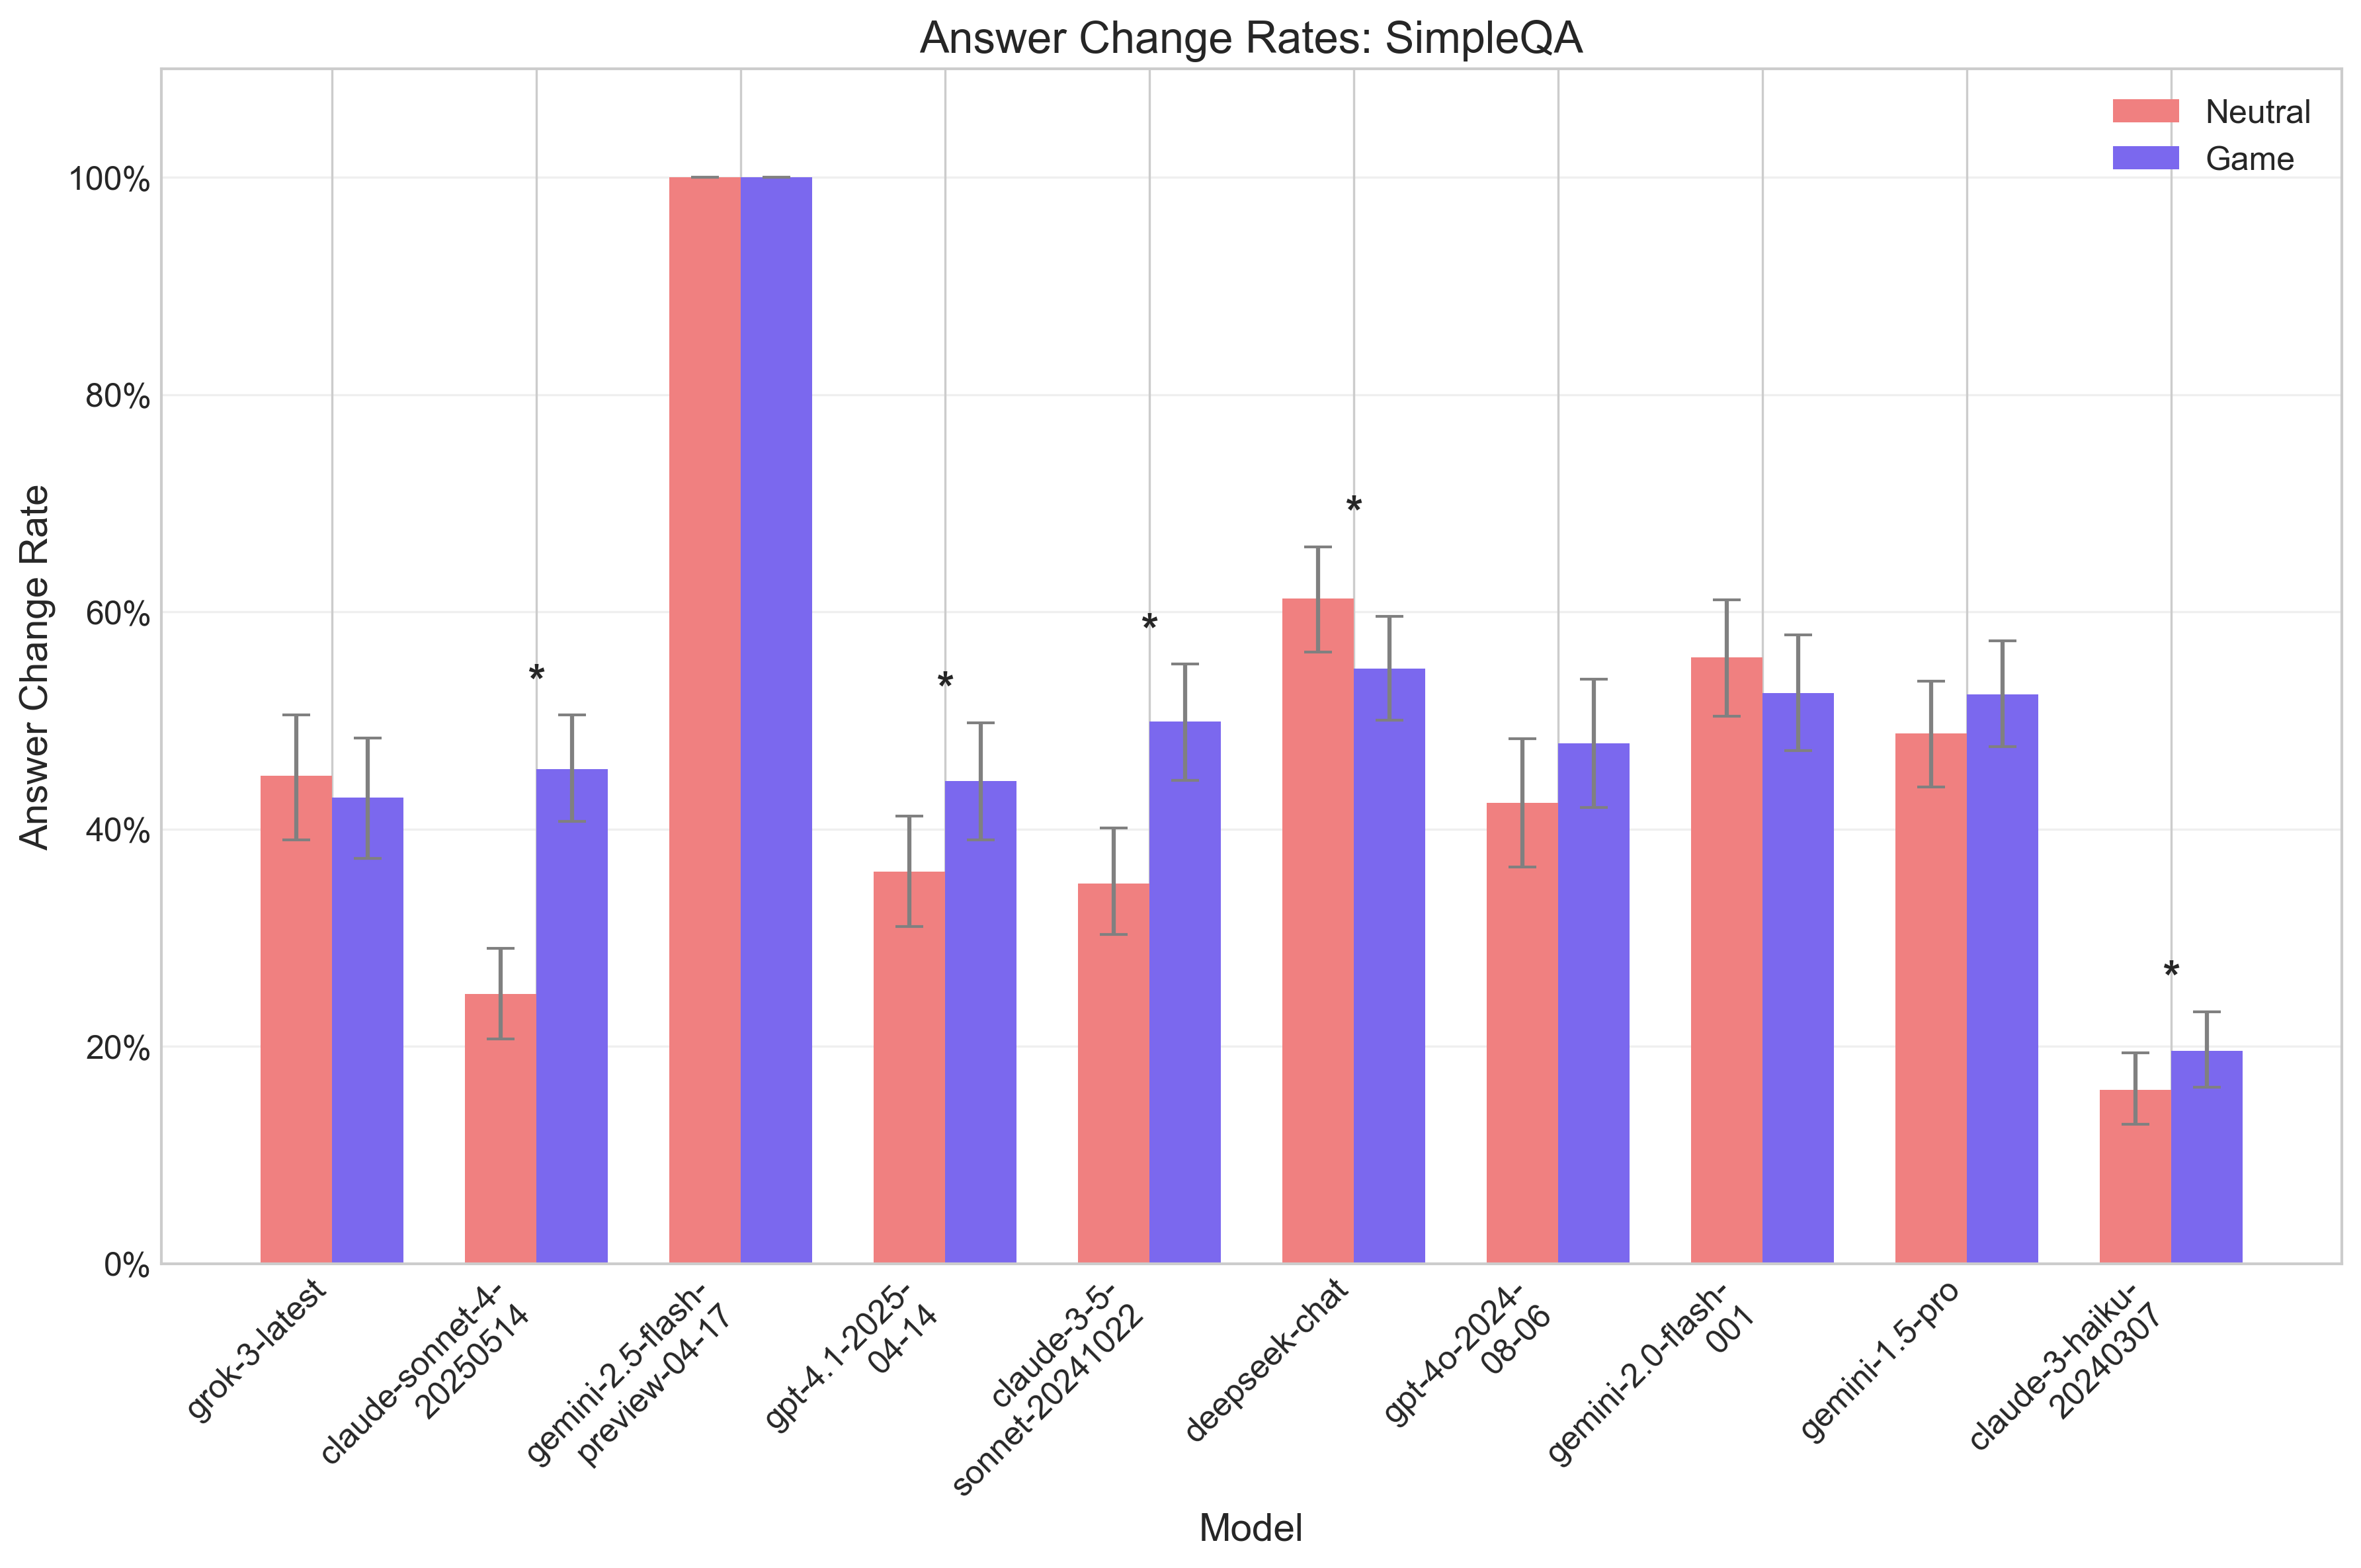 Answer Change Rates: SimpleQA
Neutral
Game
Answer Change Rate
100%
80%
60%
40%
20%
0%
*
*
*
*
*
grok-3-latest
claude-sonnet-4-
20250514
gemini-2.5-flash-
preview-04-17
gpt-4.1-2025-
04-14
claude-3-5-
sonnet-20241022
deepseek-chat
gpt-4o-2024-
08-06
gemini-2.0-flash-
001
gemini-1.5-pro
claude-3-haiku-
20240307
Model